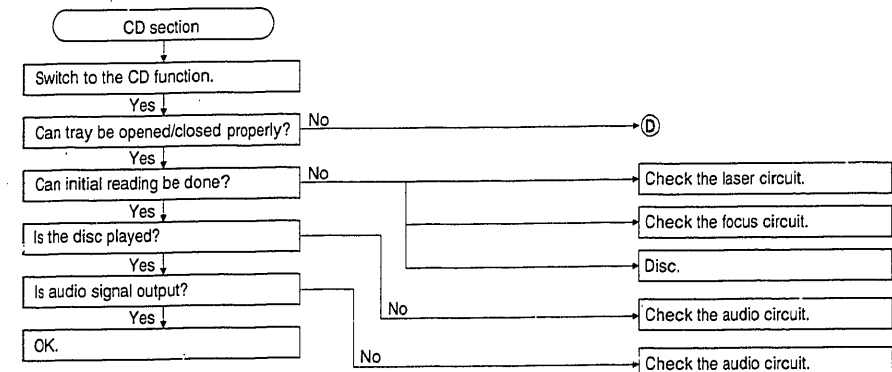 CD section
Switch to the CD function.
Yes
Can tray be opened/closed properly?
No
D
Yes
Can initial reading be done?
No
Check the laser circuit.
Check the focus circuit.
Disc.
Yes
Is the disc played?
No
Check the audio circuit.
Yes
Is audio signal output?
No
Check the audio circuit.
Yes
OK.